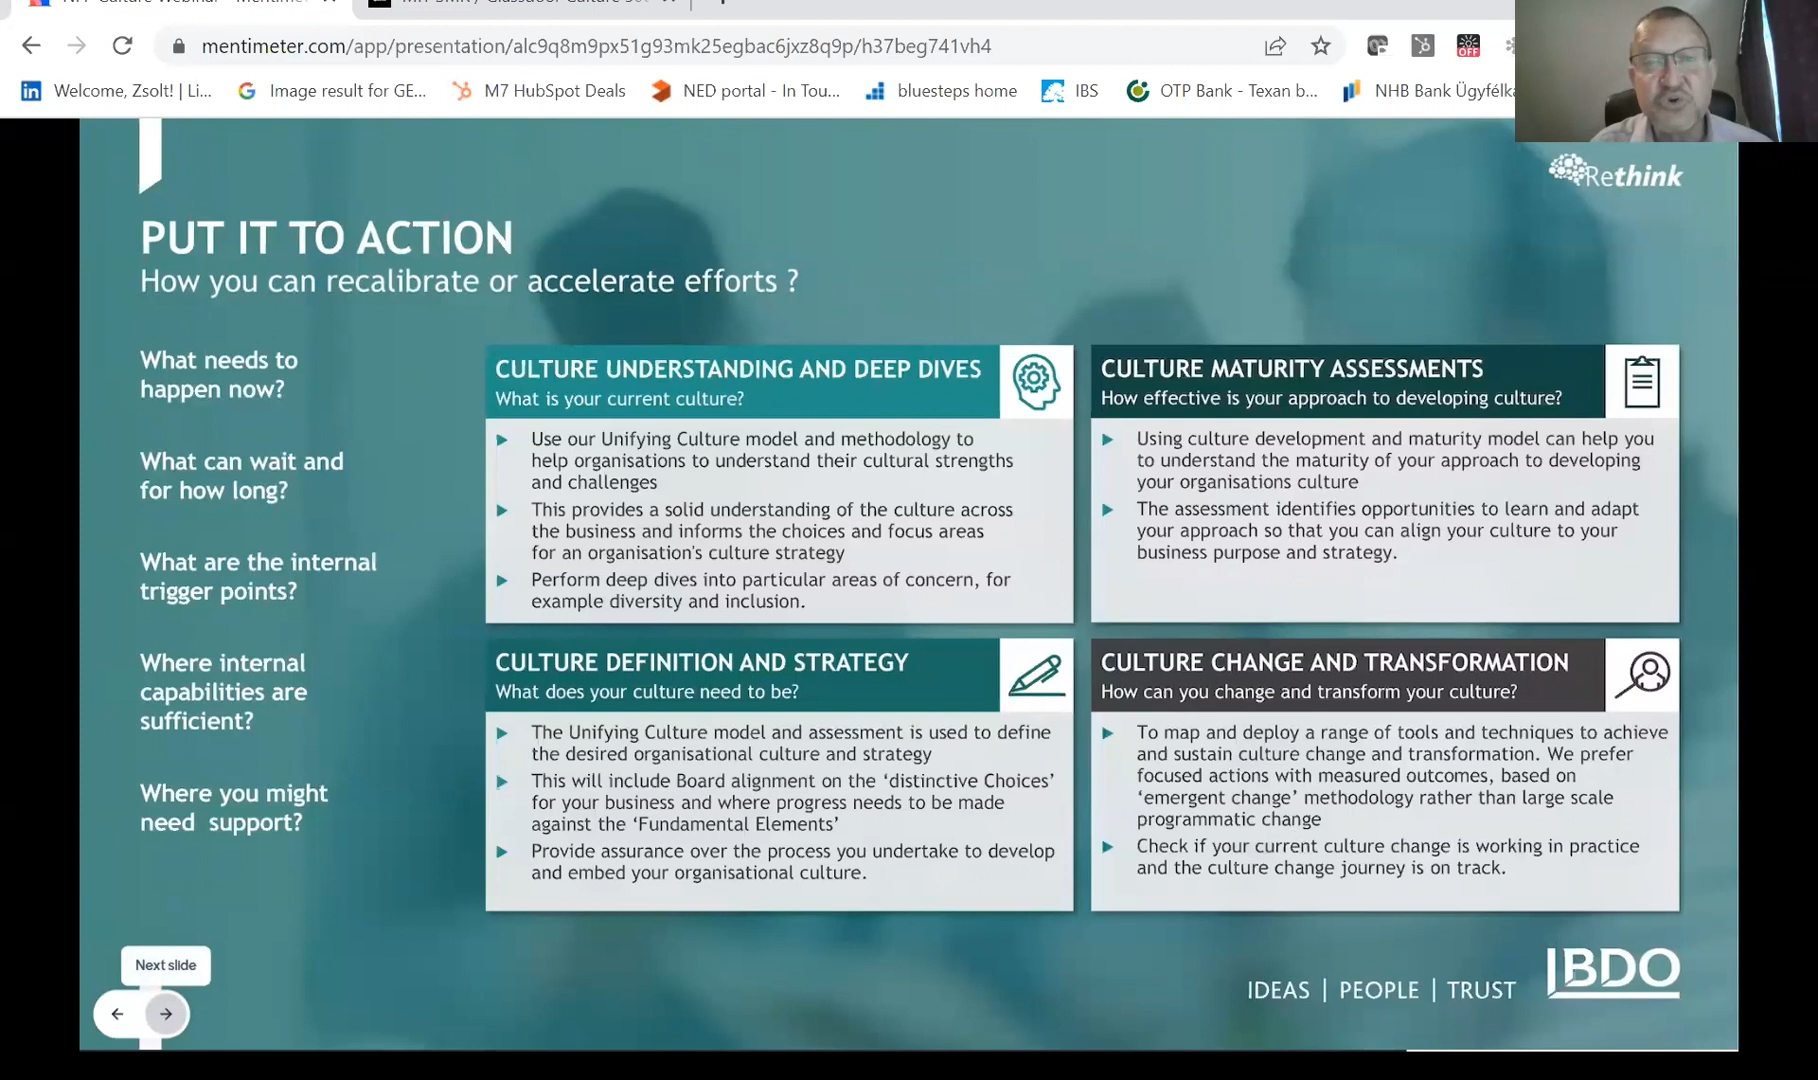 mentimeter.com/app/presentation/alc9q8m9px51g93mk25egbac6jxz8q9p/h37beg741vh4
OFF
Welcome, Zsolt! | Li...
Image result for GE...
M7 HubSpot Deals
NED portal - In Tou...
bluesteps home
IBS
OTP Bank - Texan b...
NHB Bank Ügyfélka
Rethink
PUT IT TO ACTION
How you can recalibrate or accelerate efforts ?
What needs to
happen now?
What can wait and
for how long?
What are the internal
trigger points?
Where internal
capabilities are
sufficient?
Where you might
need support?
CULTURE UNDERSTANDING AND DEEP DIVES
What is your current culture?
Use our Unifying Culture model and methodology to
help organisations to understand their cultural strengths
and challenges
This provides a solid understanding of the culture across
the business and informs the choices and focus areas
for an organisation's culture strategy
Perform deep dives into particular areas of concern, for
example diversity and inclusion.
CULTURE MATURITY ASSESSMENTS
How effective is your approach to developing culture?
Using culture development and maturity model can help you
to understand the maturity of your approach to developing
your organisations culture
The assessment identifies opportunities to learn and adapt
your approach so that you can align your culture to your
business purpose and strategy.
CULTURE DEFINITION AND STRATEGY
What does your culture need to be?
The Unifying Culture model and assessment is used to define
the desired organisational culture and strategy
This will include Board alignment on the ‘distinctive Choices’
for your business and where progress needs to be made
against the ‘Fundamental Elements’
Provide assurance over the process you undertake to develop
and embed your organisational culture.
CULTURE CHANGE AND TRANSFORMATION
How can you change and transform your culture?
To map and deploy a range of tools and techniques to achieve
and sustain culture change and transformation. We prefer
focused actions with measured outcomes, based on
‘emergent change’ methodology rather than large scale
programmatic change
Check if your current culture change is working in practice
and the culture change journey is on track.
Next slide
IDEAS | PEOPLE | TRUST
BDO